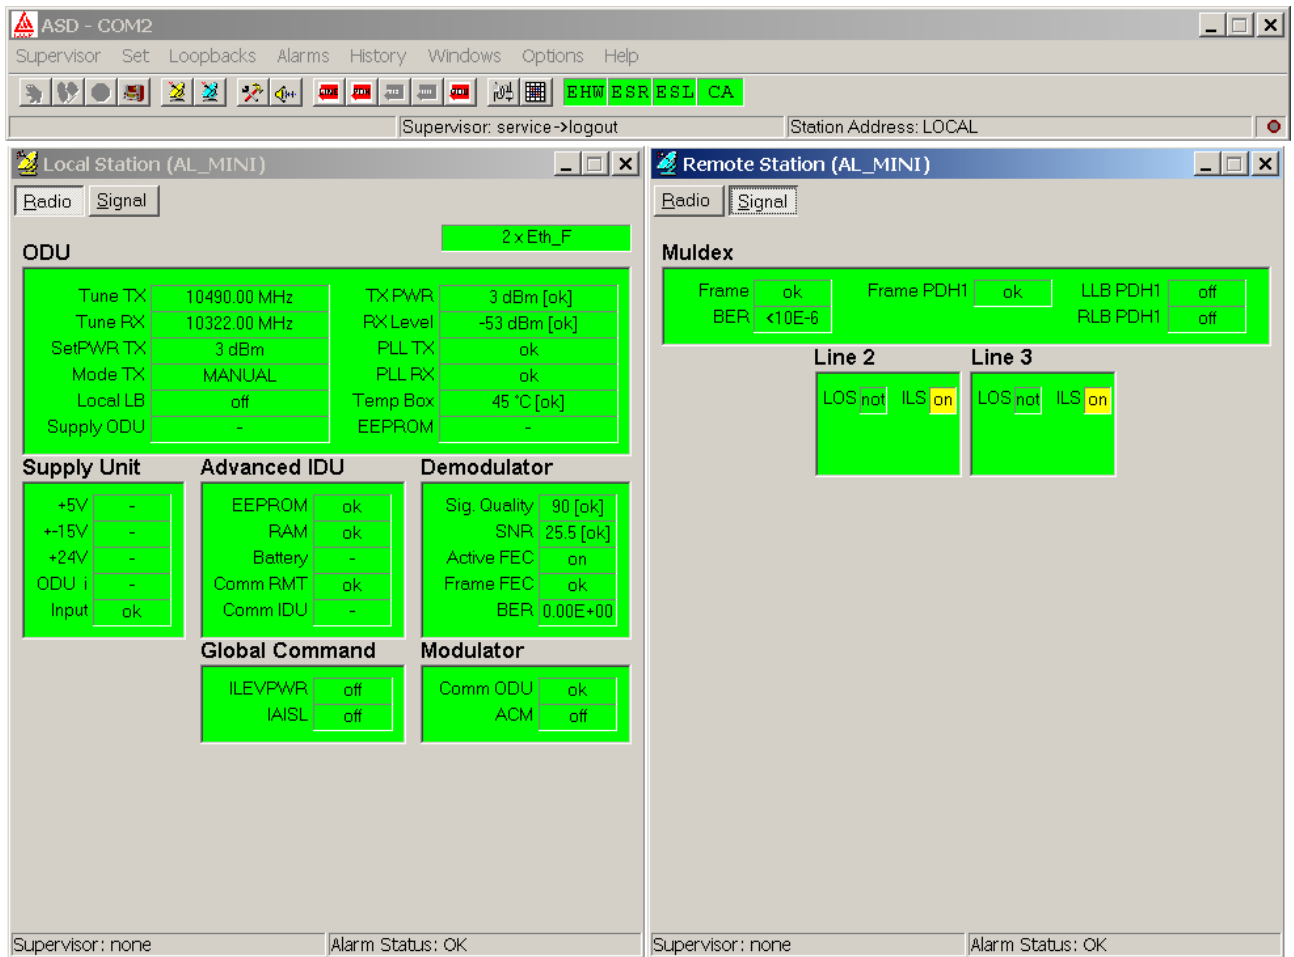 ASD - COM2
Supervisor Set Loopbacks Alarms History Windows Options Help
EHW ESR ESL CA
Supervisor: service->logout Station Address: LOCAL
Local Station (AL_MINI)
Radio Signal
2 x Eth_F
ODU
Tune TX 10490.00 MHz TX PWR 3 dBm [ok]
Tune RX 10322.00 MHz RX Level -53 dBm [ok]
SetPWR TX 3 dBm PLL TX ok
Mode TX MANUAL PLL RX ok
Local LB off Temp Box 45 °C [ok]
Supply ODU - EEPROM -
Supply Unit Advanced IDU Demodulator
+5V - EEPROM ok Sig. Quality 90 [ok]
+-15V - RAM ok SNR 25.5 [ok]
+24V - Battery - Active FEC on
ODU i - Comm RMT ok Frame FEC ok
Input ok Comm IDU - BER 0.00E+00
Global Command Modulator
ILEVPWR off Comm ODU ok
IAISL off ACM off
Supervisor: none Alarm Status: OK
Remote Station (AL_MINI)
Radio Signal
Muldex
Frame ok Frame PDH1 ok LLB PDH1 off
BER <10E-6 RLB PDH1 off
Line 2 Line 3
LOS not ILS on LOS not ILS on
Supervisor: none Alarm Status: OK